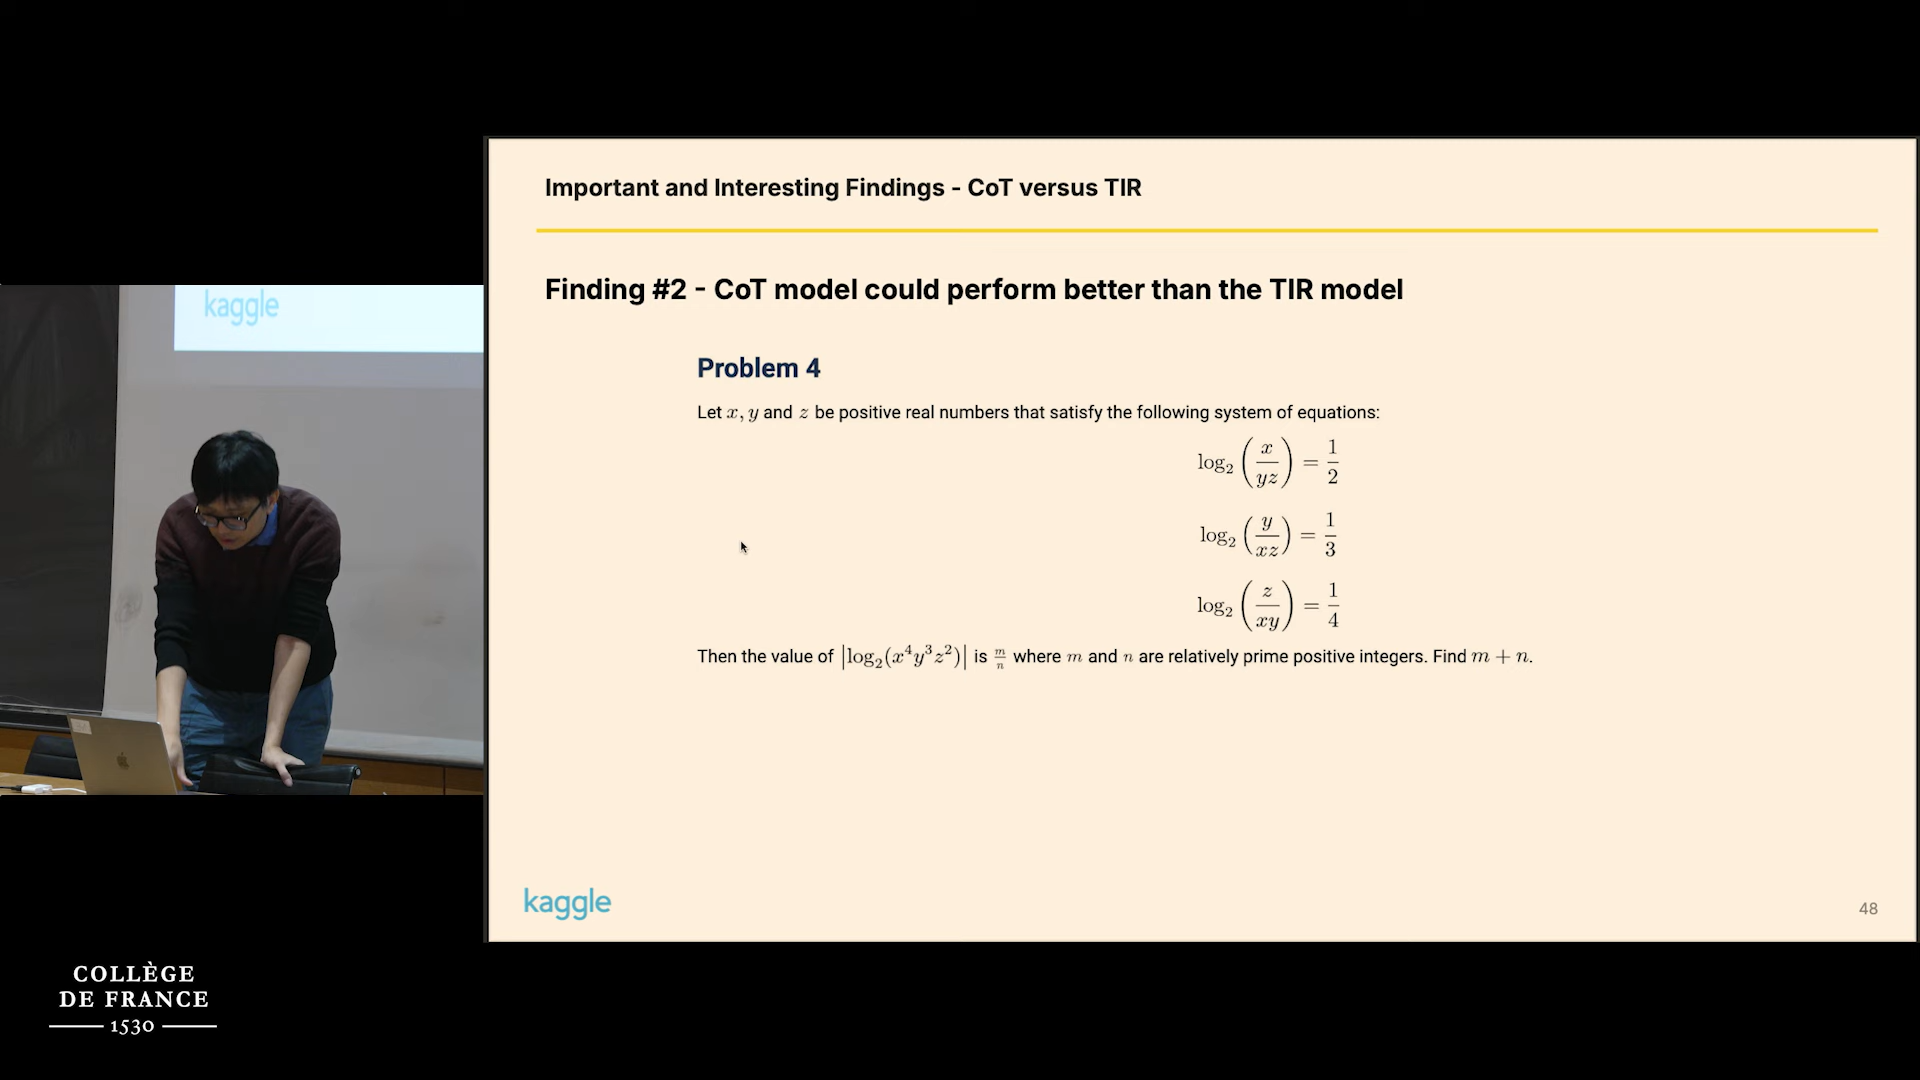 kaggle
Important and Interesting Findings - CoT versus TIR
Finding #2 - CoT model could perform better than the TIR model
Problem 4
Let x, y and z be positive real numbers that satisfy the following system of equations:
log₂ (x/yz) = 1/2
log₂ (y/xz) = 1/3
log₂ (z/xy) = 1/4
Then the value of |log₂(x⁴y³z²)| is m/n where m and n are relatively prime positive integers. Find m + n.
kaggle
48
COLLÈGE
DE FRANCE
1530